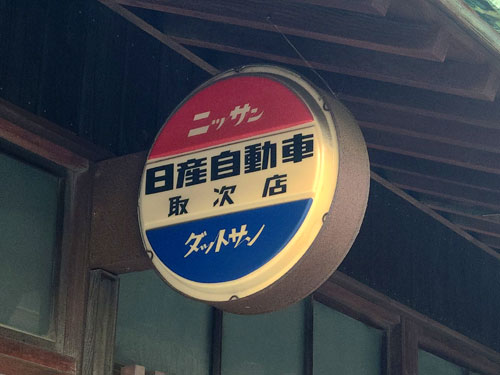 ニッサン
日産自動車
取次店
ダットサン